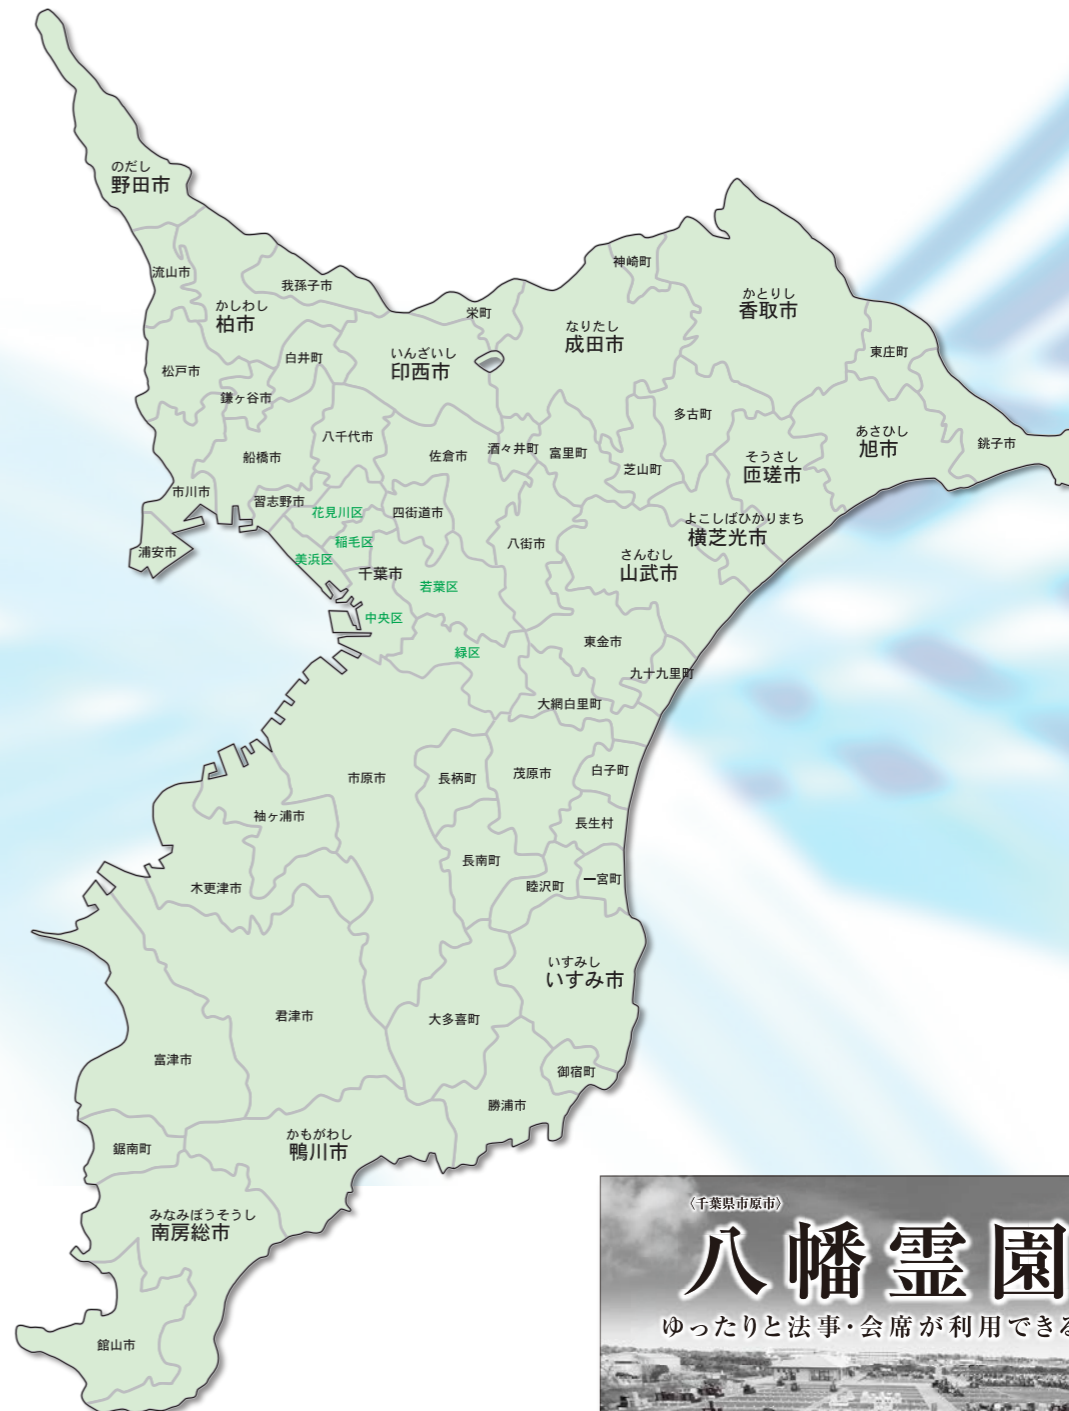 のだし
野田市
流山市
我孫子市
かしわし
柏市
栄町
神崎町
かとりし
香取市
なりたし
成田市
東庄町
松戸市
白井町
いんざいし
印西市
鎌ヶ谷市
多古町
八千代市
船橋市
佐倉市
酒々井町
富里町
芝山町
そうさし
匝瑳市
あさひし
旭市
銚子市
市川市
習志野市
花見川区
四街道市
浦安市
稲毛区
美浜区
千葉市
若葉区
中央区
緑区
八街市
よこしばひかりまち
横芝光市
さんむし
山武市
東金市
九十九里町
大網白里町
市原市
長柄町
茂原市
白子町
袖ヶ浦市
長生村
木更津市
長南町
睦沢町
一宮町
いすみし
いすみ市
君津市
大多喜町
富津市
御宿町
勝浦市
鋸南町
かもがわし
鴨川市
みなみぼうそうし
南房総市
館山市
〈千葉県市原市〉
八幡霊園
ゆったりと法事・会席が利用できる